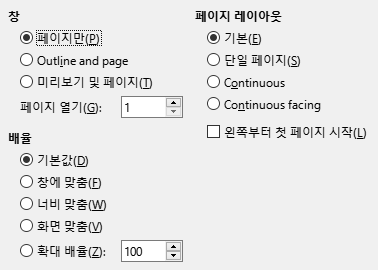 창
페이지만(P)
Outline and page
미리보기 및 페이지(T)
페이지 열기(G): 1
배율
기본값(D)
창에 맞춤(F)
너비 맞춤(W)
화면 맞춤(V)
확대 배율(Z): 100
페이지 레이아웃
기본(E)
단일 페이지(S)
Continuous
Continuous facing
왼쪽부터 첫 페이지 시작(L)